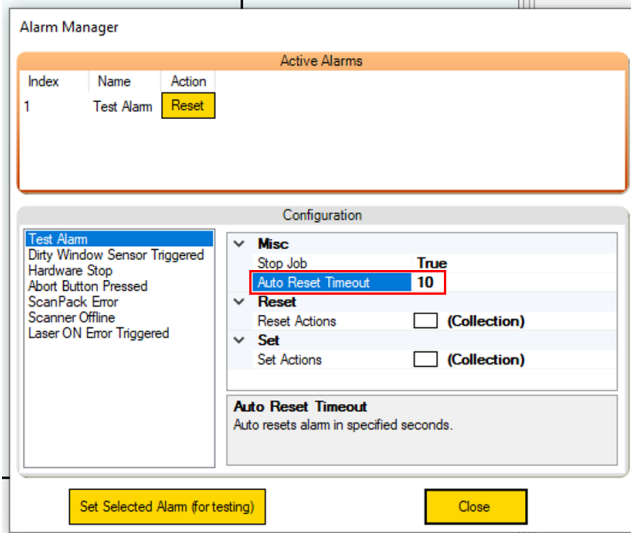 Alarm Manager
Active Alarms
Index Name Action
1 Test Alarm Reset
Configuration
Test Alarm
Dirty Window Sensor Triggered
Hardware Stop
Abort Button Pressed
ScanPack Error
Scanner Offline
Laser ON Error Triggered
Misc
Stop Job True
Auto Reset Timeout 10
Reset
Reset Actions (Collection)
Set
Set Actions (Collection)
Auto Reset Timeout
Auto resets alarm in specified seconds.
Set Selected Alarm (for testing)
Close